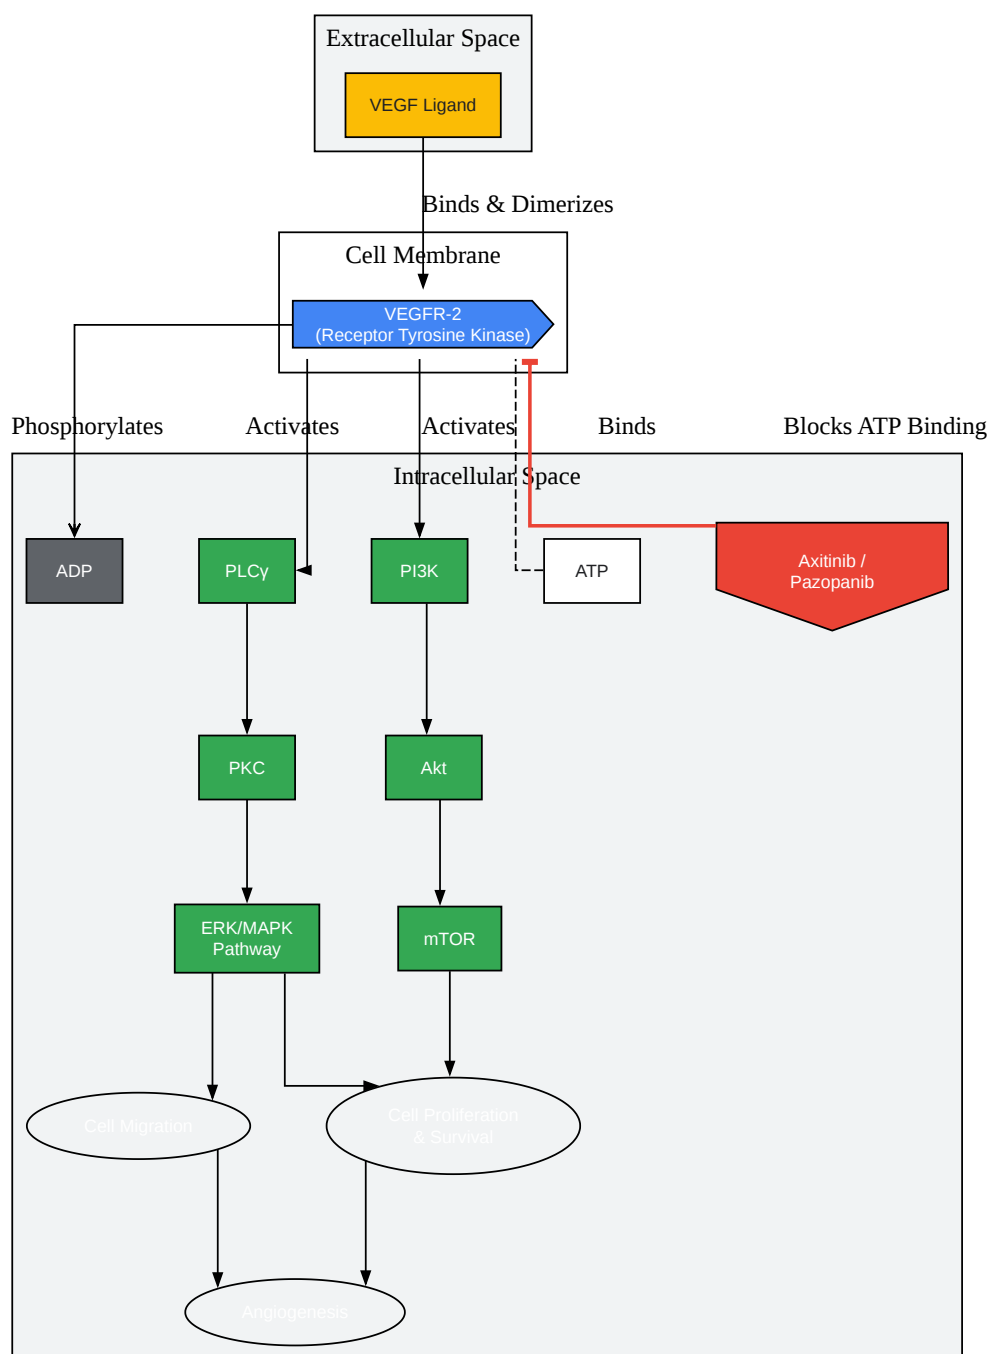 Extracellular Space
VEGF Ligand
Binds & Dimerizes
Cell Membrane
VEGFR-2
(Receptor Tyrosine Kinase)
Phosphorylates
Activates
Activates
Binds
Blocks ATP Binding
Intracellular Space
ADP
PLCγ
PI3K
ATP
Axitinib /
Pazopanib
PKC
Akt
ERK/MAPK
Pathway
mTOR
Cell Migration
Cell Proliferation
& Survival
Angiogenesis